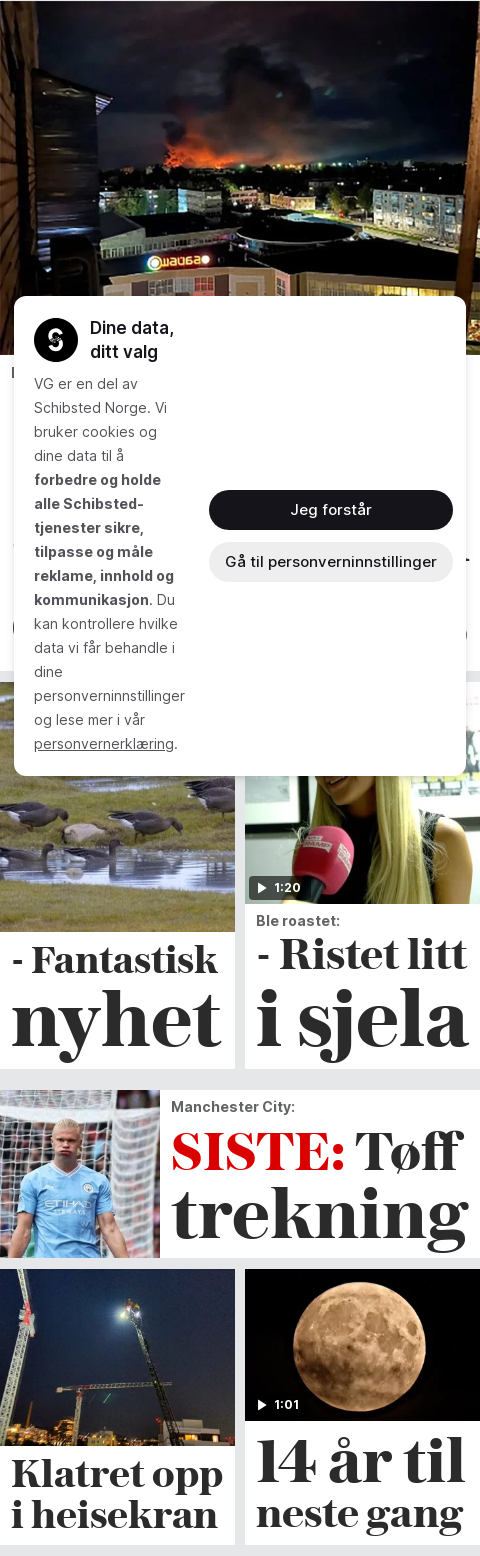 Dine data,
ditt valg
VG er en del av
Schibsted Norge. Vi
bruker cookies og
dine data til å
forbedre og holde
alle Schibsted-
tjenester sikre,
tilpasse og måle
reklame, innhold og
kommunikasjon. Du
kan kontrollere hvilke
data vi får behandle i
dine
personverninnstillinger
og lese mer i vår
personvernerklæring.
Jeg forstår
Gå til personverninnstillinger
- Fantastisk
nyhet
1:20
Ble roastet:
- Ristet litt
i sjela
Manchester City:
SISTE: Tøff
trekning
Klatret opp
i heisekran
1:01
14 år til
neste gang